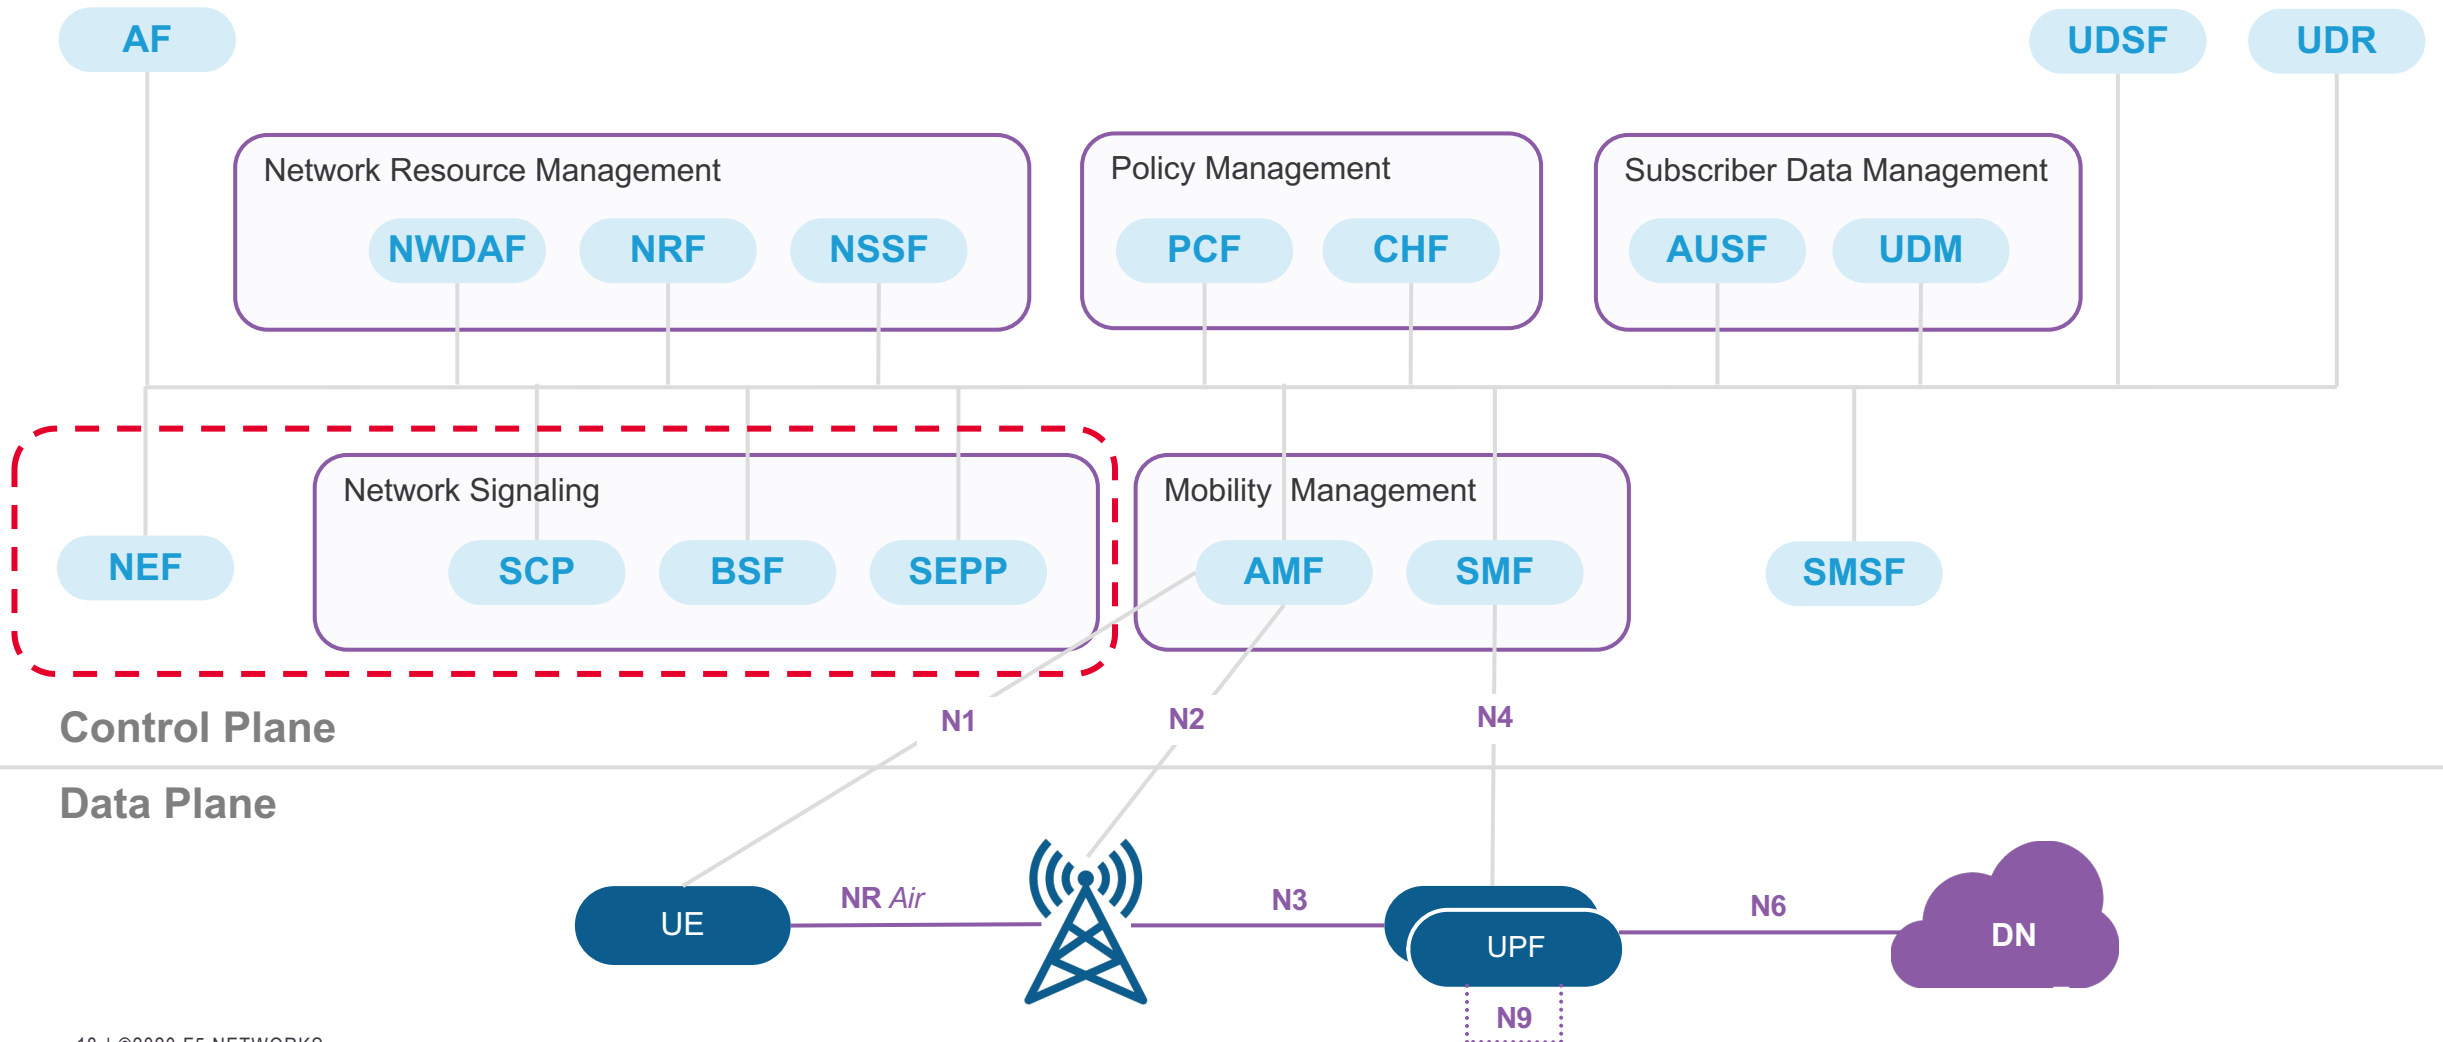 AF
UDSF
UDR
Network Resource Management
Policy Management
Subscriber Data Management
NWDAF
NRF
NSSF
PCF
CHF
AUSF
UDM
Network Signaling
Mobility Management
NEF
SCP
BSF
SEPP
AMF
SMF
SMSF
N1
N2
N4
Control Plane
Data Plane
NR Air
N3
N6
UE
UPF
DN
N9
NETWORKS